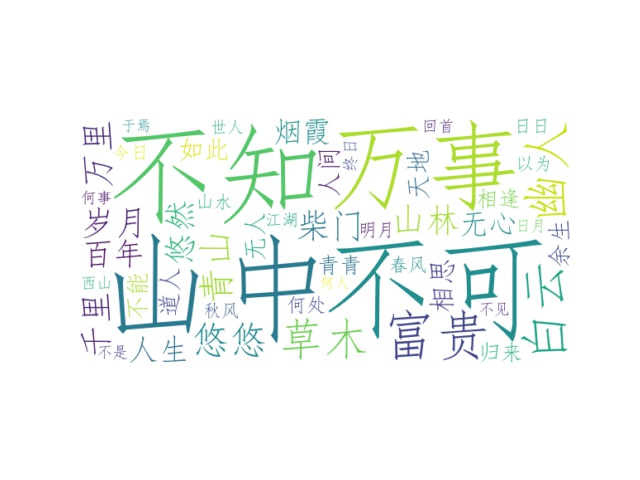 于焉 世人 烟霞 回首 日日
万里 今日 如此 不知 万事 人间 终日 天地 以为 幽人
何事 山水 相逢
岁月 悠然 无人 江湖 柴门 明月 山林 无心 日月 余生
百年
西山 不能 道人 青山 山中 不可 青青 何人 春风 相思 不见 白云
千里 秋风 何处
不是 人生 悠悠 草木 富贵 归来